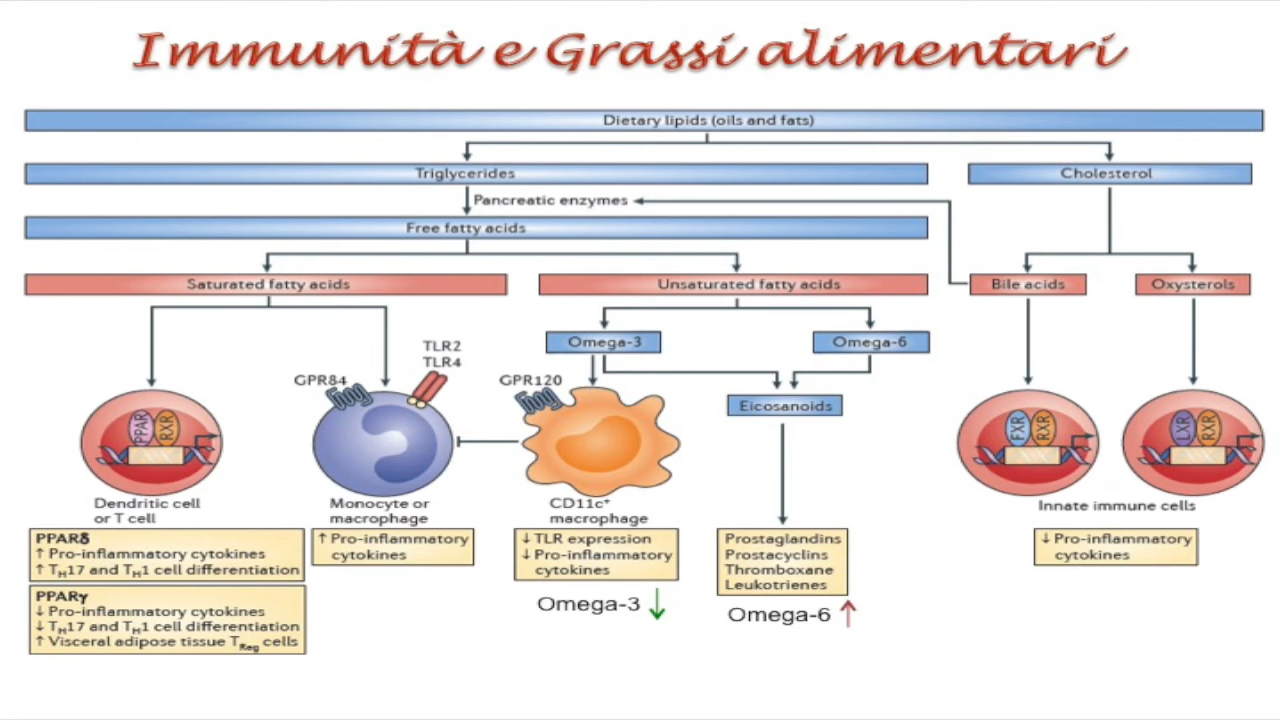 Immunità e Grassi alimentari
Dietary lipids (oils and fats)
Triglycerides
Cholesterol
Pancreatic enzymes
Free fatty acids
Saturated fatty acids
Unsaturated fatty acids
Bile acids
Oxysterols
Omega-3
Omega-6
TLR2
TLR4
GPR84
GPR120
Eicosanoids
PPAR
RXR
FXR
RXR
LXR
RXR
Dendritic cell
or T cell
Monocyte or
macrophage
CD11c⁺
macrophage
Innate immune cells
PPARδ
↑ Pro-inflammatory cytokines
↑ TH17 and TH1 cell differentiation
PPARγ
↓ Pro-inflammatory cytokines
↓ TH17 and TH1 cell differentiation
↑ Visceral adipose tissue TReg cells
↑ Pro-inflammatory
cytokines
↓ TLR expression
↓ Pro-inflammatory
cytokines
Omega-3 ↓
Prostaglandins
Prostacyclins
Thromboxane
Leukotrienes
Omega-6 ↑
↓ Pro-inflammatory
cytokines